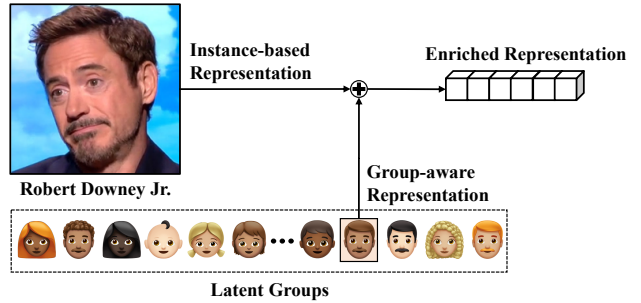 Instance-based
Representation
Enriched Representation
Robert Downey Jr.
Group-aware
Representation
Latent Groups